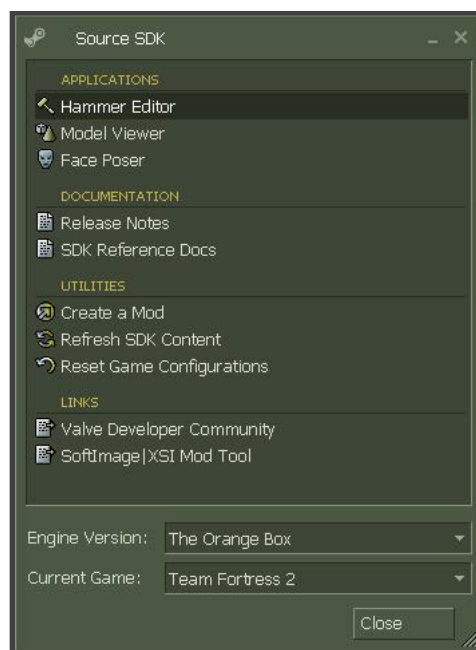 Source SDK
APPLICATIONS
Hammer Editor
Model Viewer
Face Poser
DOCUMENTATION
Release Notes
SDK Reference Docs
UTILITIES
Create a Mod
Refresh SDK Content
Reset Game Configurations
LINKS
Valve Developer Community
SoftImage|XSI Mod Tool
Engine Version: The Orange Box
Current Game: Team Fortress 2
Close